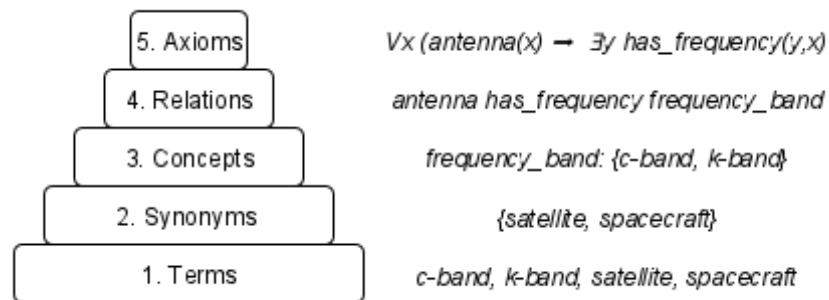 5. Axioms Vx (antenna(x) → ∃y has_frequency(y,x)
4. Relations antenna has_frequency frequency_band
3. Concepts frequency_band: {c-band, k-band}
2. Synonyms {satellite, spacecraft}
1. Terms c-band, k-band, satellite, spacecraft